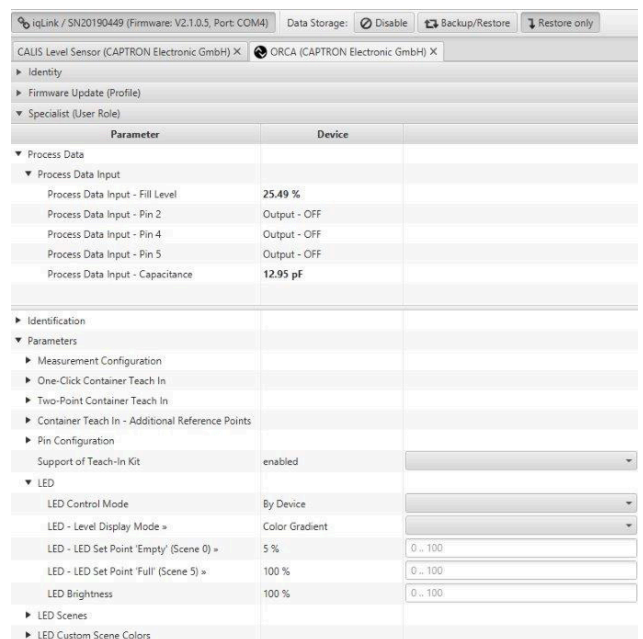 iqLink / SN20190449 (Firmware: V2.1.0.5, Port: COM4) Data Storage: Disable Backup/Restore Restore only
CALIS Level Sensor (CAPTRON Electronic GmbH) X ORCA (CAPTRON Electronic GmbH) X
Identity
Firmware Update (Profile)
Specialist (User Role)
Parameter Device
Process Data
Process Data Input
Process Data Input - Fill Level 25.49 %
Process Data Input - Pin 2 Output - OFF
Process Data Input - Pin 4 Output - OFF
Process Data Input - Pin 5 Output - OFF
Process Data Input - Capacitance 12.95 pF
Identification
Parameters
Measurement Configuration
One-Click Container Teach In
Two-Point Container Teach In
Container Teach In - Additional Reference Points
Pin Configuration
Support of Teach-In Kit enabled
LED
LED Control Mode By Device
LED - Level Display Mode » Color Gradient
LED - LED Set Point 'Empty' (Scene 0) » 5 % 0 .. 100
LED - LED Set Point 'Full' (Scene 5) » 100 % 0 .. 100
LED Brightness 100 % 0 .. 100
LED Scenes
LED Custom Scene Colors